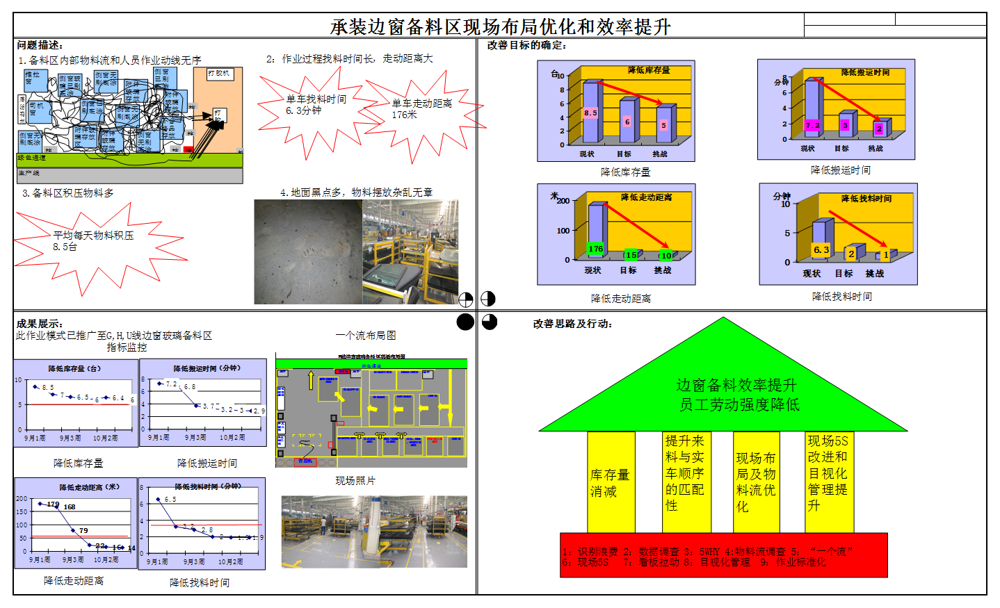 承装边窗备料区现场布局优化和效率提升
问题描述：
1.备料区内部物料流和人员作业动线无序
推拉窗
侧窗玻璃已刷底涂
侧窗无刷底涂
侧窗已刷底涂
打胶机
附件玻璃存放
附件玻璃存放
司机窗
侧窗无刷底涂
侧窗无刷底涂
打胶
侧窗无刷底涂
附件玻璃存放区
附件玻璃存放
侧窗无刷底涂
绿色通道
生产线
2：作业过程找料时间长，走动距离大
单车找料时间
6.3分钟
单车走动距离
176米
3.备料区积压物料多
平均每天物料积压
8.5台
4.地面黑点多，物料摆放杂乱无章
改善目标的确定：
台
降低库存量
10
8
6
4
2
0
8.5
6
5
现状 目标 挑战
降低库存量
分钟
降低搬运时间
8
6
4
2
0
7.2
3
2
现状 目标 挑战
降低搬运时间
米
降低走动距离
200
100
0
176
15
10
现状 目标 挑战
降低走动距离
分钟
降低找料时间
10
5
0
6.3
2
1
现状 目标 挑战
降低找料时间
成果展示：
此作业模式已推广至G,H,U线边窗玻璃备料区
指标监控
降低库存量（台）
10
5
0
8.5
7
6.5
6
6.4
6
9月1周 9月3周 10月2周
降低库存量
降低搬运时间（分钟）
8
6
4
2
0
7.2
6.8
3.7
3.2
3
2.9
9月1周 9月3周 10月2周
降低搬运时间
降低走动距离（米）
200
150
100
50
0
179
168
79
22
16
14
9月1周 9月3周 10月2周
降低走动距离
降低找料时间（分钟）
8
6
4
2
0
6.5
3.2
2.8
2
1.9
1.9
9月1周 9月3周 10月2周
降低找料时间
一个流布局图
绿色通道
打胶机
现场照片
改善思路及行动：
边窗备料效率提升
员工劳动强度降低
库存量消减
提升来料与实车顺序的匹配性
现场布局及物料流优化
现场5S改进和目视化管理提升
1：识别浪费 2：数据调查 3：5WHY 4:物料流调查 5：“一个流”
6：现场5S 7：看板拉动 8：目视化管理 9：作业标准化